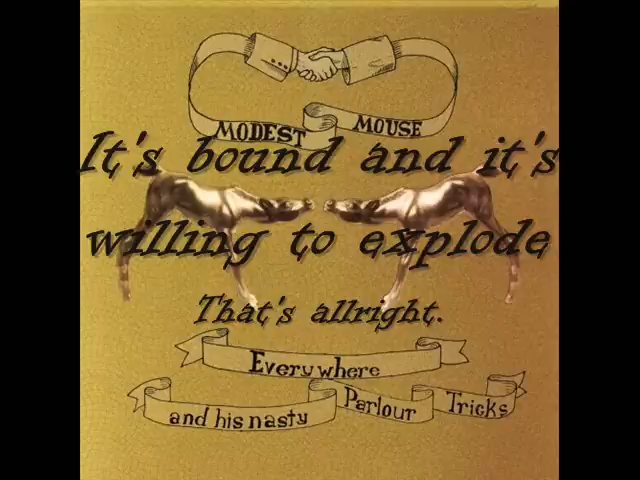 MODEST MOUSE
It's bound and it's
willing to explode
That's allright.
Everywhere
and his nasty Parlour Tricks